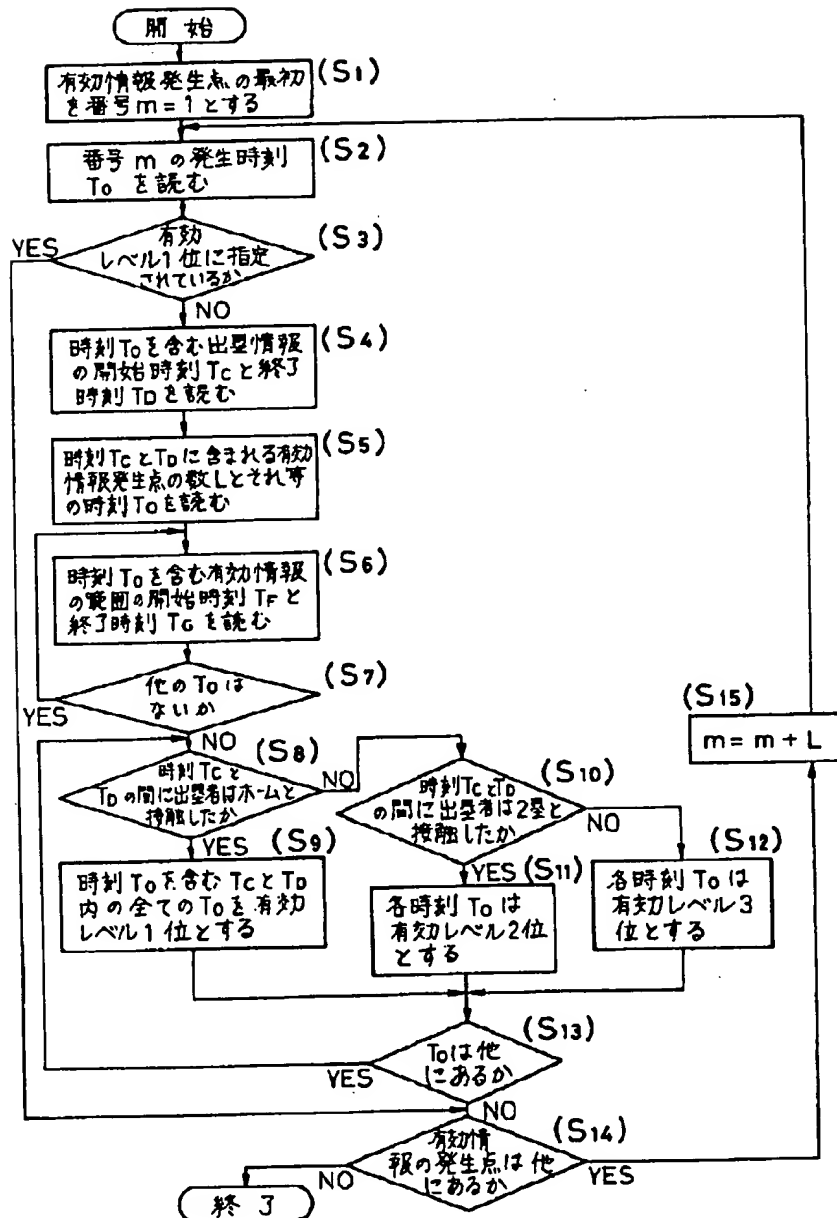 開始
有効情報発生点の最初
を番号m=1とする
(S1)
番号 m の発生時刻
To を読む
(S2)
有効
レベル1位に指定
されているか
(S3)
YES
NO
時刻Toを含む出塁情報
の開始時刻Tcと終了
時刻TDを読む
(S4)
時刻TcとTDに含まれる有効
情報発生点の数Lとそれ等
の時刻Toを読む
(S5)
時刻Toを含む有効情報
の範囲の開始時刻TFと
終了時刻TGを読む
(S6)
他のToは
ないか
(S7)
YES
NO
時刻Tcと
TDの間に出塁者はホームと
接触したか
(S8)
NO
YES
時刻Toを含むTcとTD
内の全てのToを有効
レベル1位とする
(S9)
時刻TcとTD
の間に出塁者は2塁と
接触したか
(S10)
NO
YES
各時刻Toは
有効レベル2位
とする
(S11)
各時刻Toは
有効レベル3
位とする
(S12)
Toは他
にあるか
(S13)
YES
NO
有効情
報の発生点は他
にあるか
(S14)
NO
YES
m=m+L
(S15)
終了